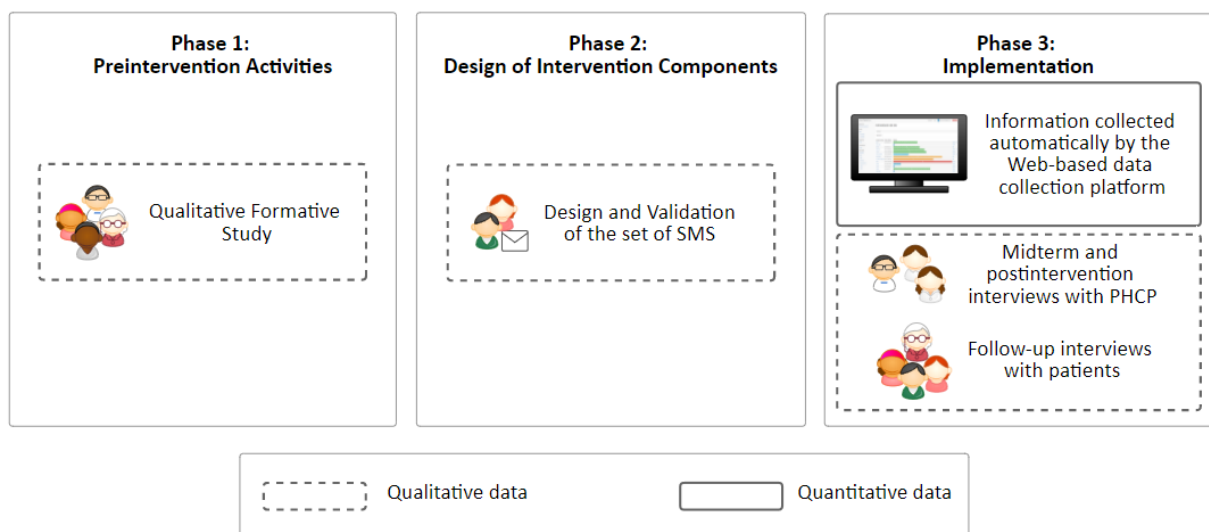 Phase 1:
Preintervention Activities
Qualitative Formative
Study
Phase 2:
Design of Intervention Components
Design and Validation
of the set of SMS
Phase 3:
Implementation
Information collected
automatically by the
Web-based data
collection platform
Midterm and
postintervention
interviews with PHCP
Follow-up interviews
with patients
Qualitative data
Quantitative data